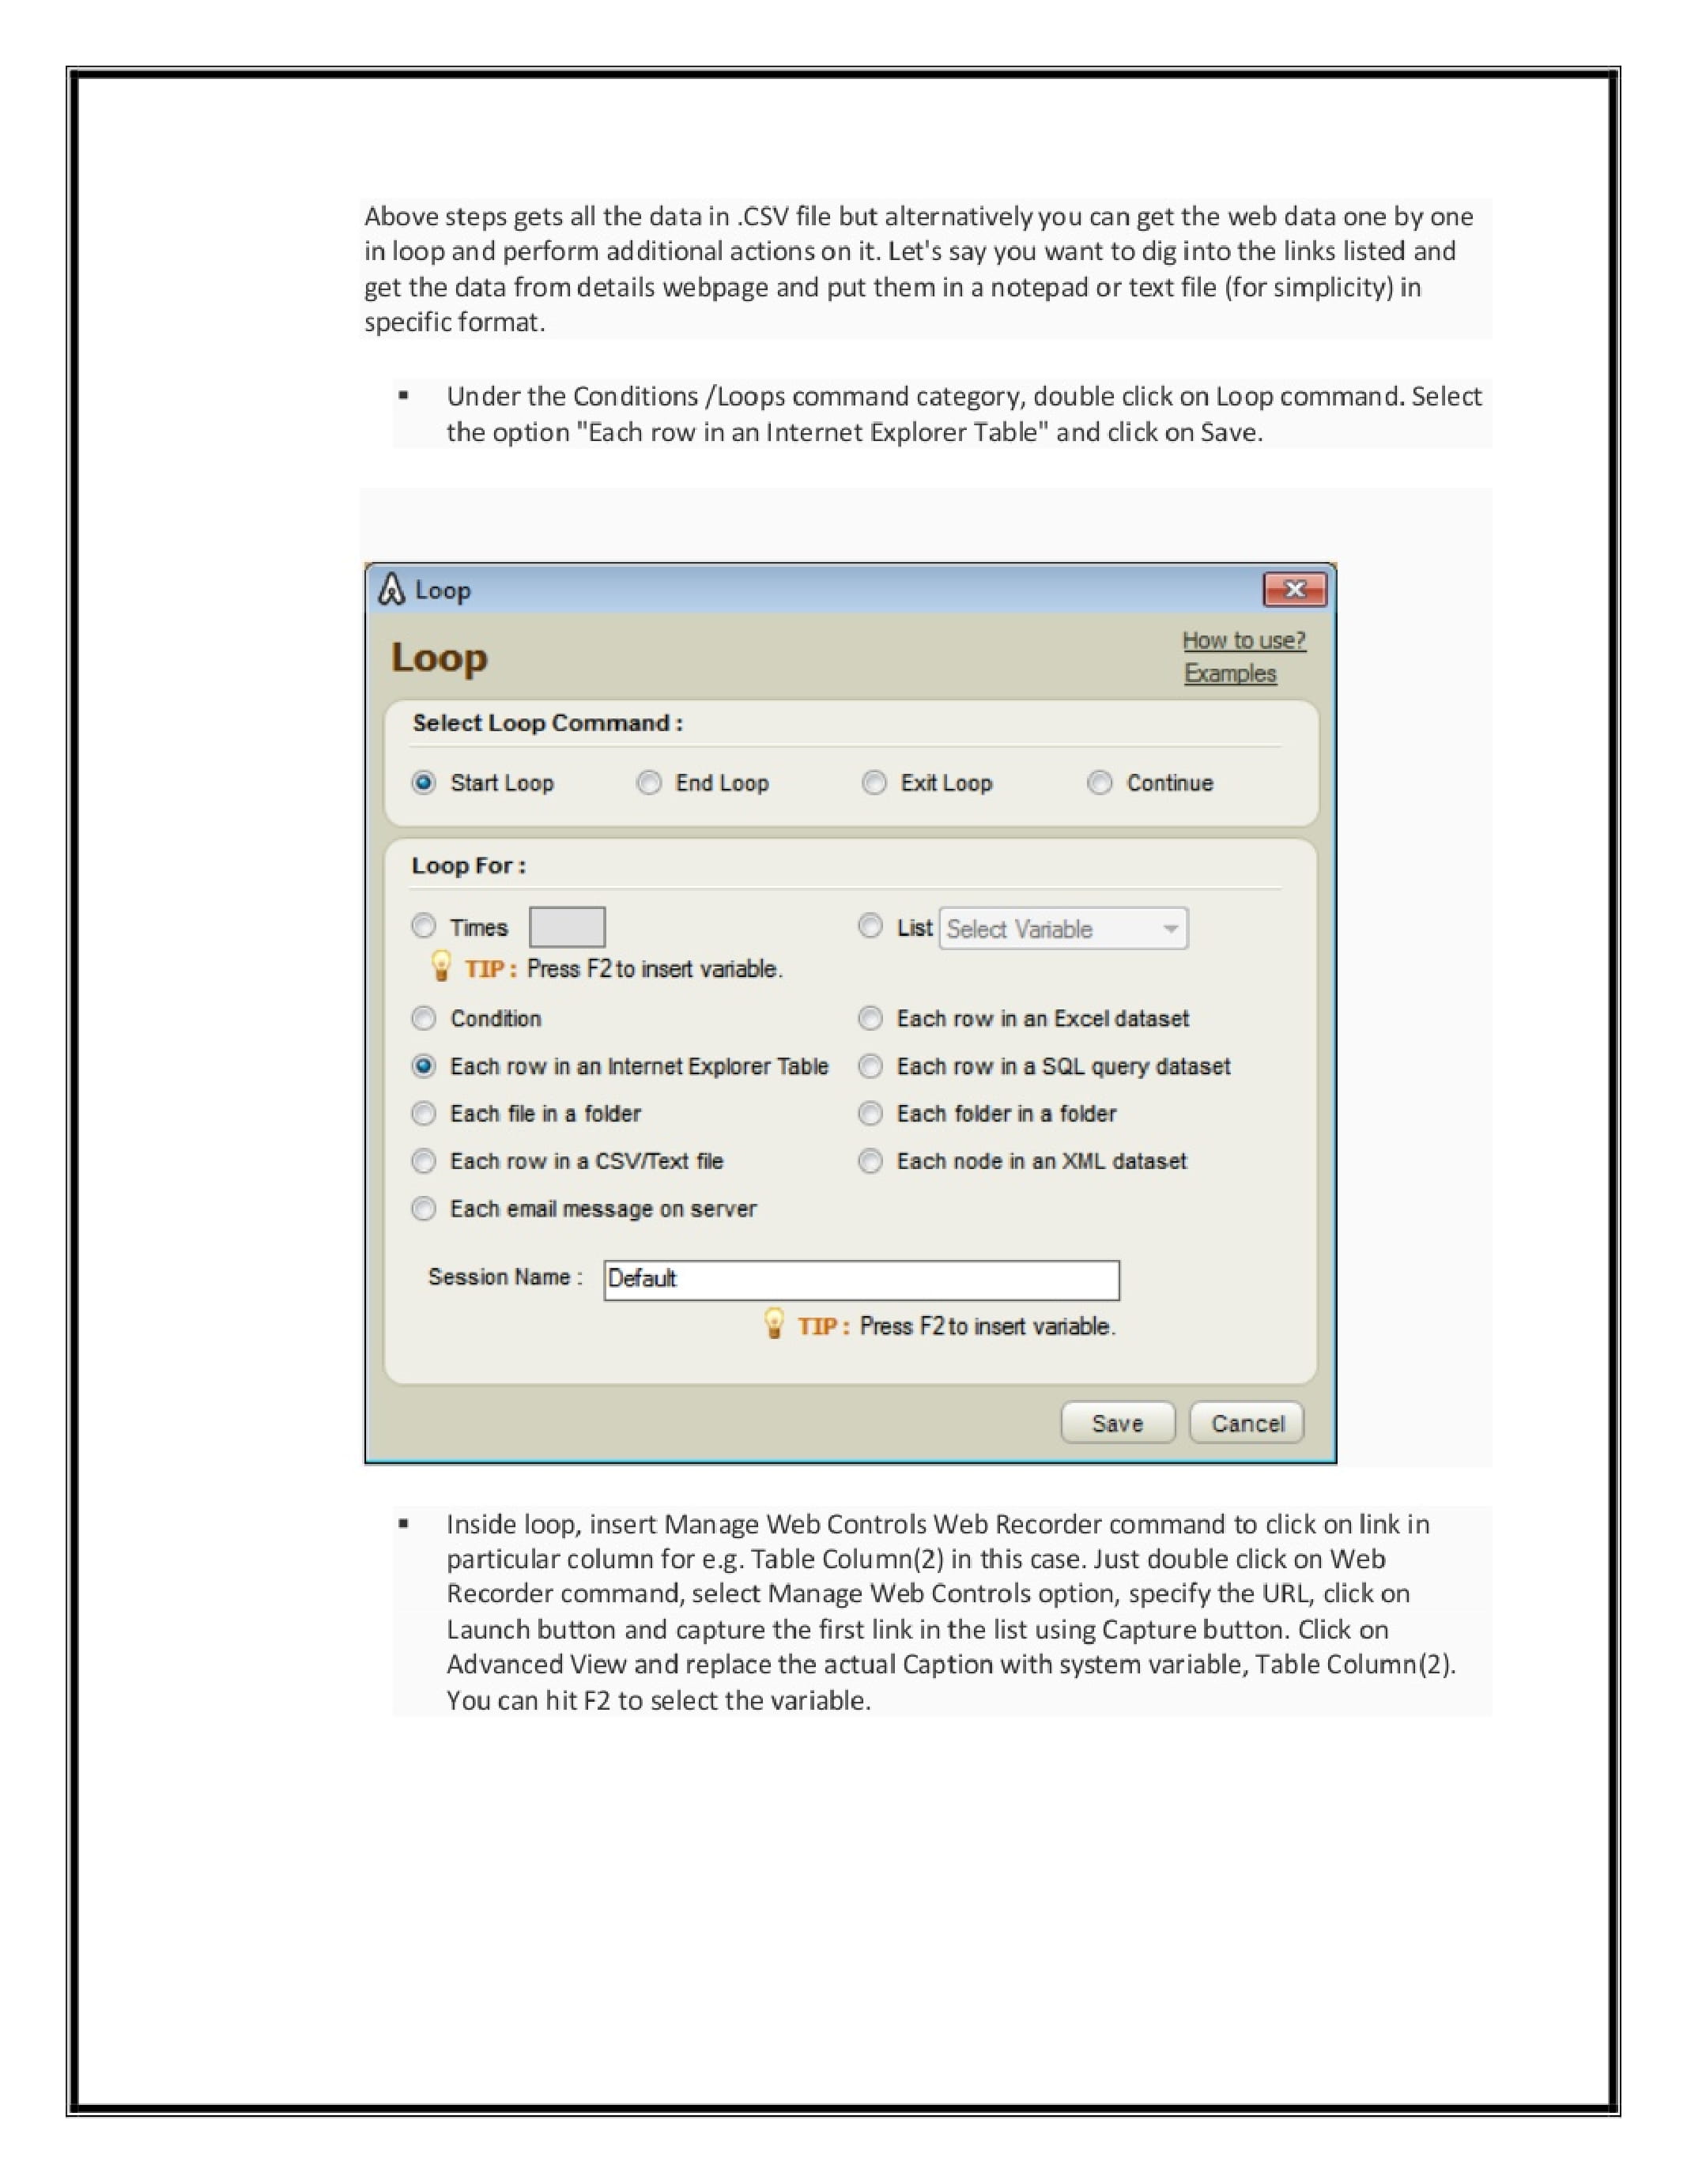 Above steps gets all the data in .CSV file but alternatively you can get the web data one by one
in loop and perform additional actions on it. Let's say you want to dig into the links listed and
get the data from details webpage and put them in a notepad or text file (for simplicity) in
specific format.
▪ Under the Conditions /Loops command category, double click on Loop command. Select
the option "Each row in an Internet Explorer Table" and click on Save.
Loop
Loop
How to use?
Examples
Select Loop Command :
Start Loop End Loop Exit Loop Continue
Loop For :
Times List Select Variable
TIP : Press F2 to insert variable.
Condition Each row in an Excel dataset
Each row in an Internet Explorer Table Each row in a SQL query dataset
Each file in a folder Each folder in a folder
Each row in a CSV/Text file Each node in an XML dataset
Each email message on server
Session Name : Default
TIP : Press F2 to insert variable.
Save Cancel
▪ Inside loop, insert Manage Web Controls Web Recorder command to click on link in
particular column for e.g. Table Column(2) in this case. Just double click on Web
Recorder command, select Manage Web Controls option, specify the URL, click on
Launch button and capture the first link in the list using Capture button. Click on
Advanced View and replace the actual Caption with system variable, Table Column(2).
You can hit F2 to select the variable.